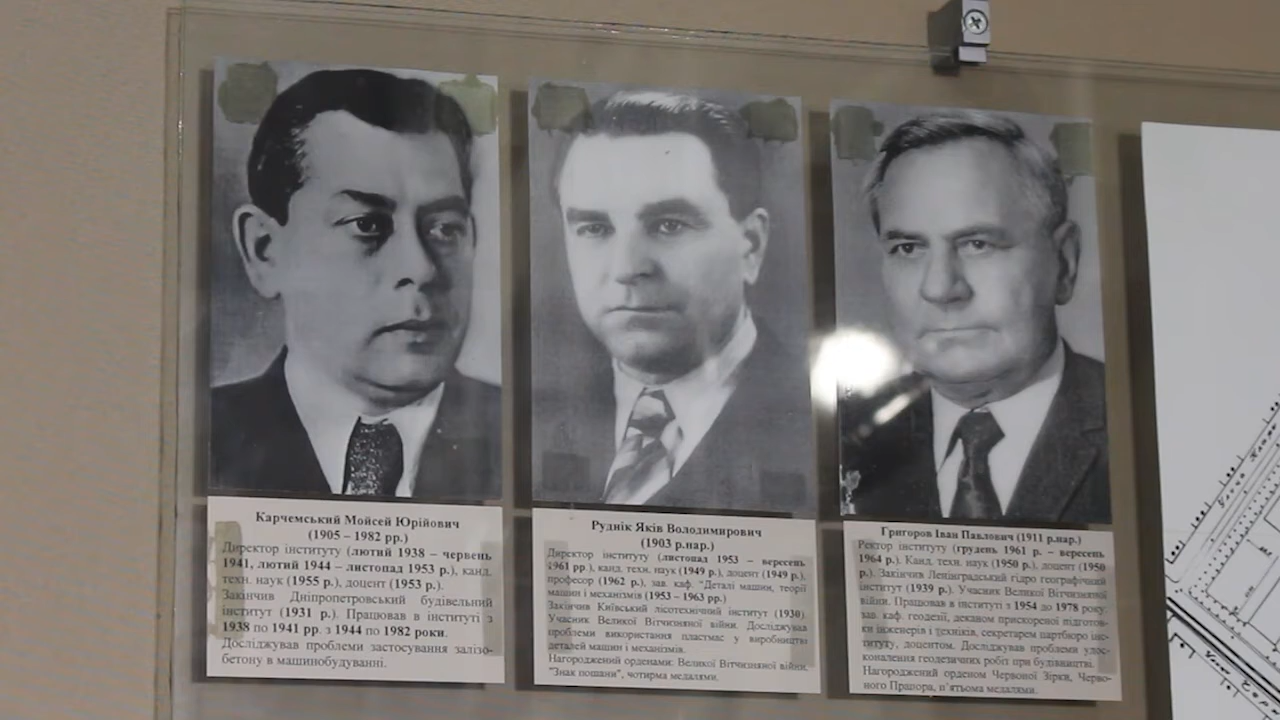 Карчемський Мойсей Юрійович
(1905 – 1982 рр.)
Директор інституту (лютий 1938 – червень
1941, лютий 1944 – листопад 1953 р.), канд.
техн. наук (1955 р.), доцент (1953 р.).
Закінчив Дніпропетровський будівельний
інститут (1931 р.). Працював в інституті з
1938 по 1941 рр. з 1944 по 1982 роки.
Досліджував проблеми застосування залізо-
бетону в машинобудуванні.
Руднік Яків Володимирович
(1903 р.нар.)
Директор інституту (листопад 1953 – вересень
1961 рр.), канд. техн. наук (1949 р.), доцент (1949 р.),
професор (1962 р.), зав. каф. "Деталі машин, теорії
машин і механізмів (1953 – 1963 рр.)
Закінчив Київський лісотехнічний інститут (1930).
Учасник Великої Вітчизняної війни. Досліджував
проблеми використання пластмас у виробництві
деталей машин і механізмів.
Нагороджений орденами: Великої Вітчизняної війни,
"Знак пошани", чотирма медалями.
Григоров Іван Павлович (1911 р.нар.)
Ректор інституту (грудень 1961 р. – вересень
1964 р.). Канд. техн. наук (1950 р.), доцент (1950
р.). Закінчив Ленінградський гідро географічний
інститут (1939 р.). Учасник Великої Вітчизняної
війни. Працював в інституті з 1954 до 1978 року:
зав. каф. геодезії, деканом прискореної підготов-
ки інженерів і техніків, секретарем партбюро інс-
титуту, доцентом. Досліджував проблеми удос-
коналення геодезичних робіт при будівництві.
Нагороджений орденом Червоної Зірки, Черво-
ного Прапора, п'ятьома медалями.